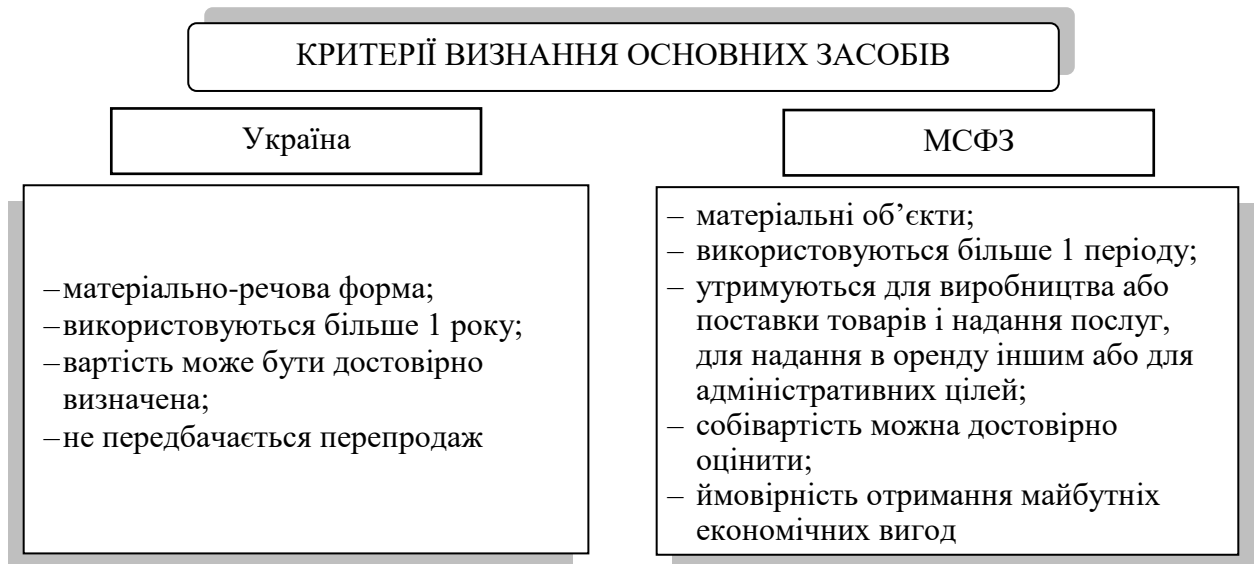 КРИТЕРІЇ ВИЗНАННЯ ОСНОВНИХ ЗАСОБІВ
Україна
–матеріально-речова форма;
–використовуються більше 1 року;
–вартість може бути достовірно
визначена;
–не передбачається перепродаж
МСФЗ
– матеріальні об’єкти;
– використовуються більше 1 періоду;
– утримуються для виробництва або
поставки товарів і надання послуг,
для надання в оренду іншим або для
адміністративних цілей;
– собівартість можна достовірно
оцінити;
– ймовірність отримання майбутніх
економічних вигод